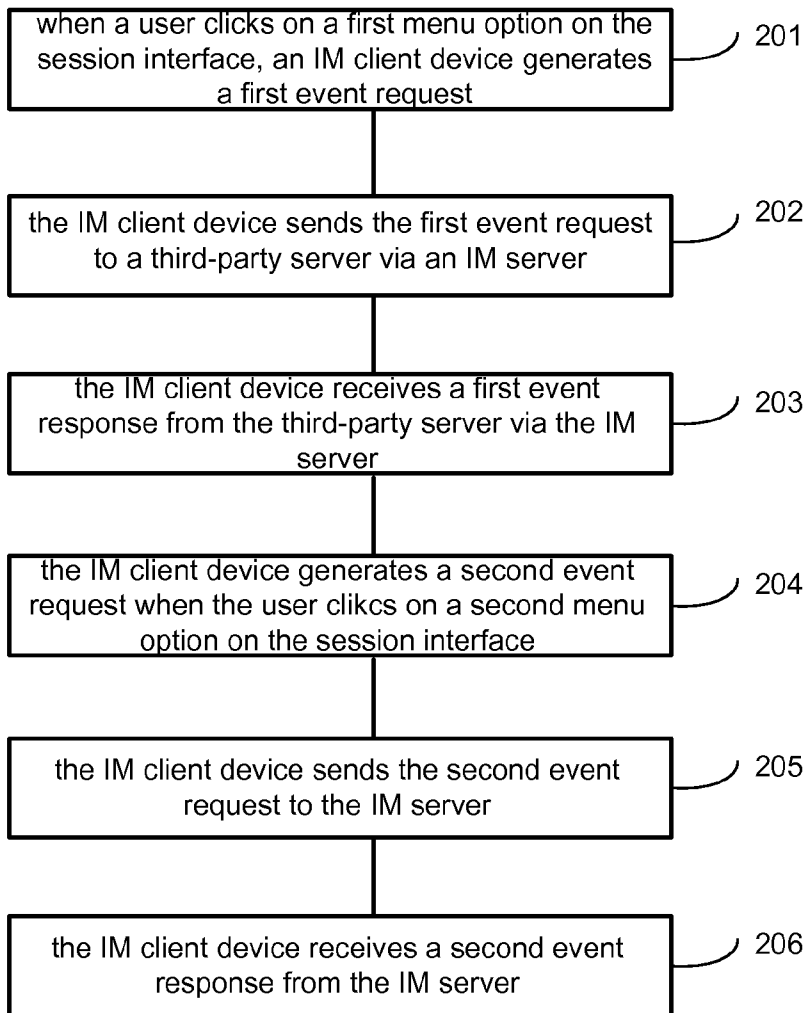 when a user clicks on a first menu option on the
session interface, an IM client device generates
a first event request
201
the IM client device sends the first event request
to a third-party server via an IM server
202
the IM client device receives a first event
response from the third-party server via the IM
server
203
the IM client device generates a second event
request when the user clikcs on a second menu
option on the session interface
204
the IM client device sends the second event
request to the IM server
205
the IM client device receives a second event
response from the IM server
206